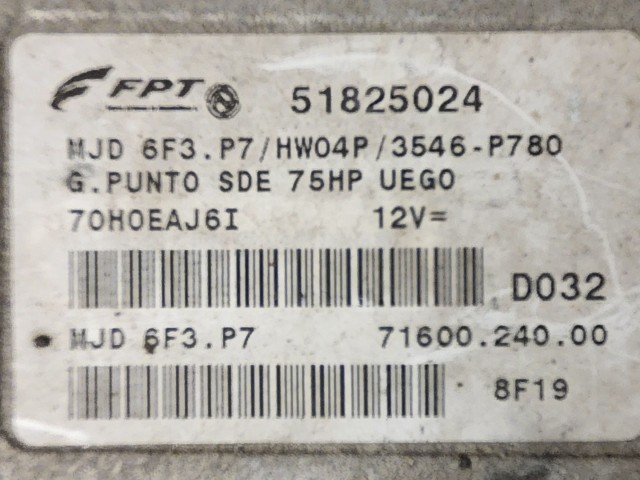 FPT 51825024
MJD 6F3.P7/HW04P/3546-P780
G.PUNTO SDE 75HP UEGO
70H0EAJ6I 12V=
D032
MJD 6F3.P7 71600.240.00
8F19